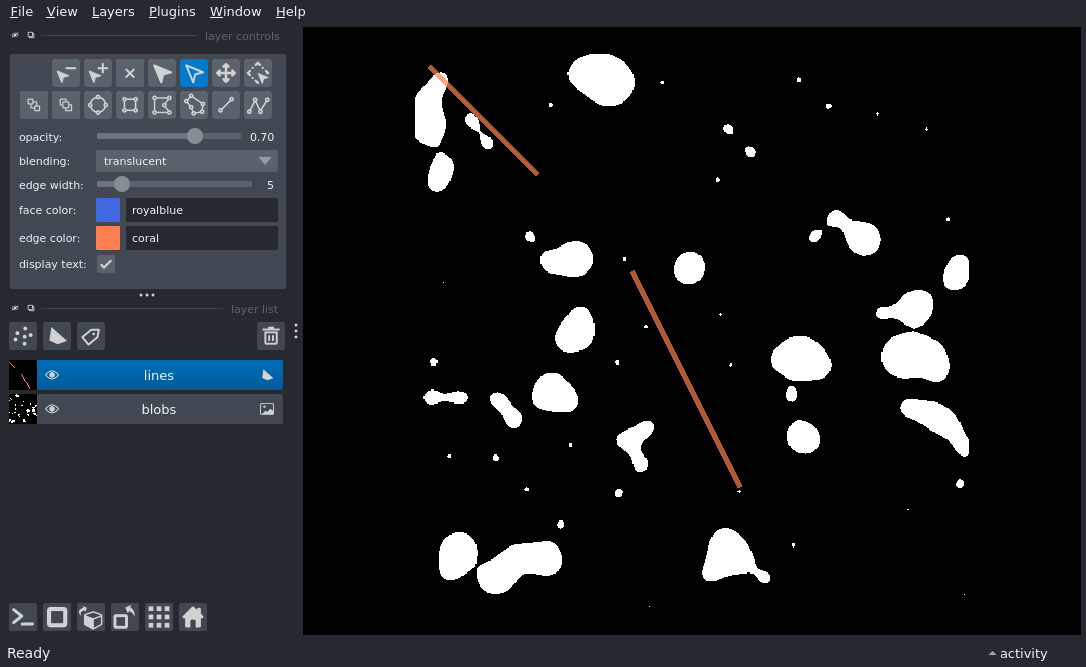 File View Layers Plugins Window Help
layer controls
opacity: 0.70
blending: translucent
edge width: 5
face color: royalblue
edge color: coral
display text:
layer list
lines
blobs
Ready
activity